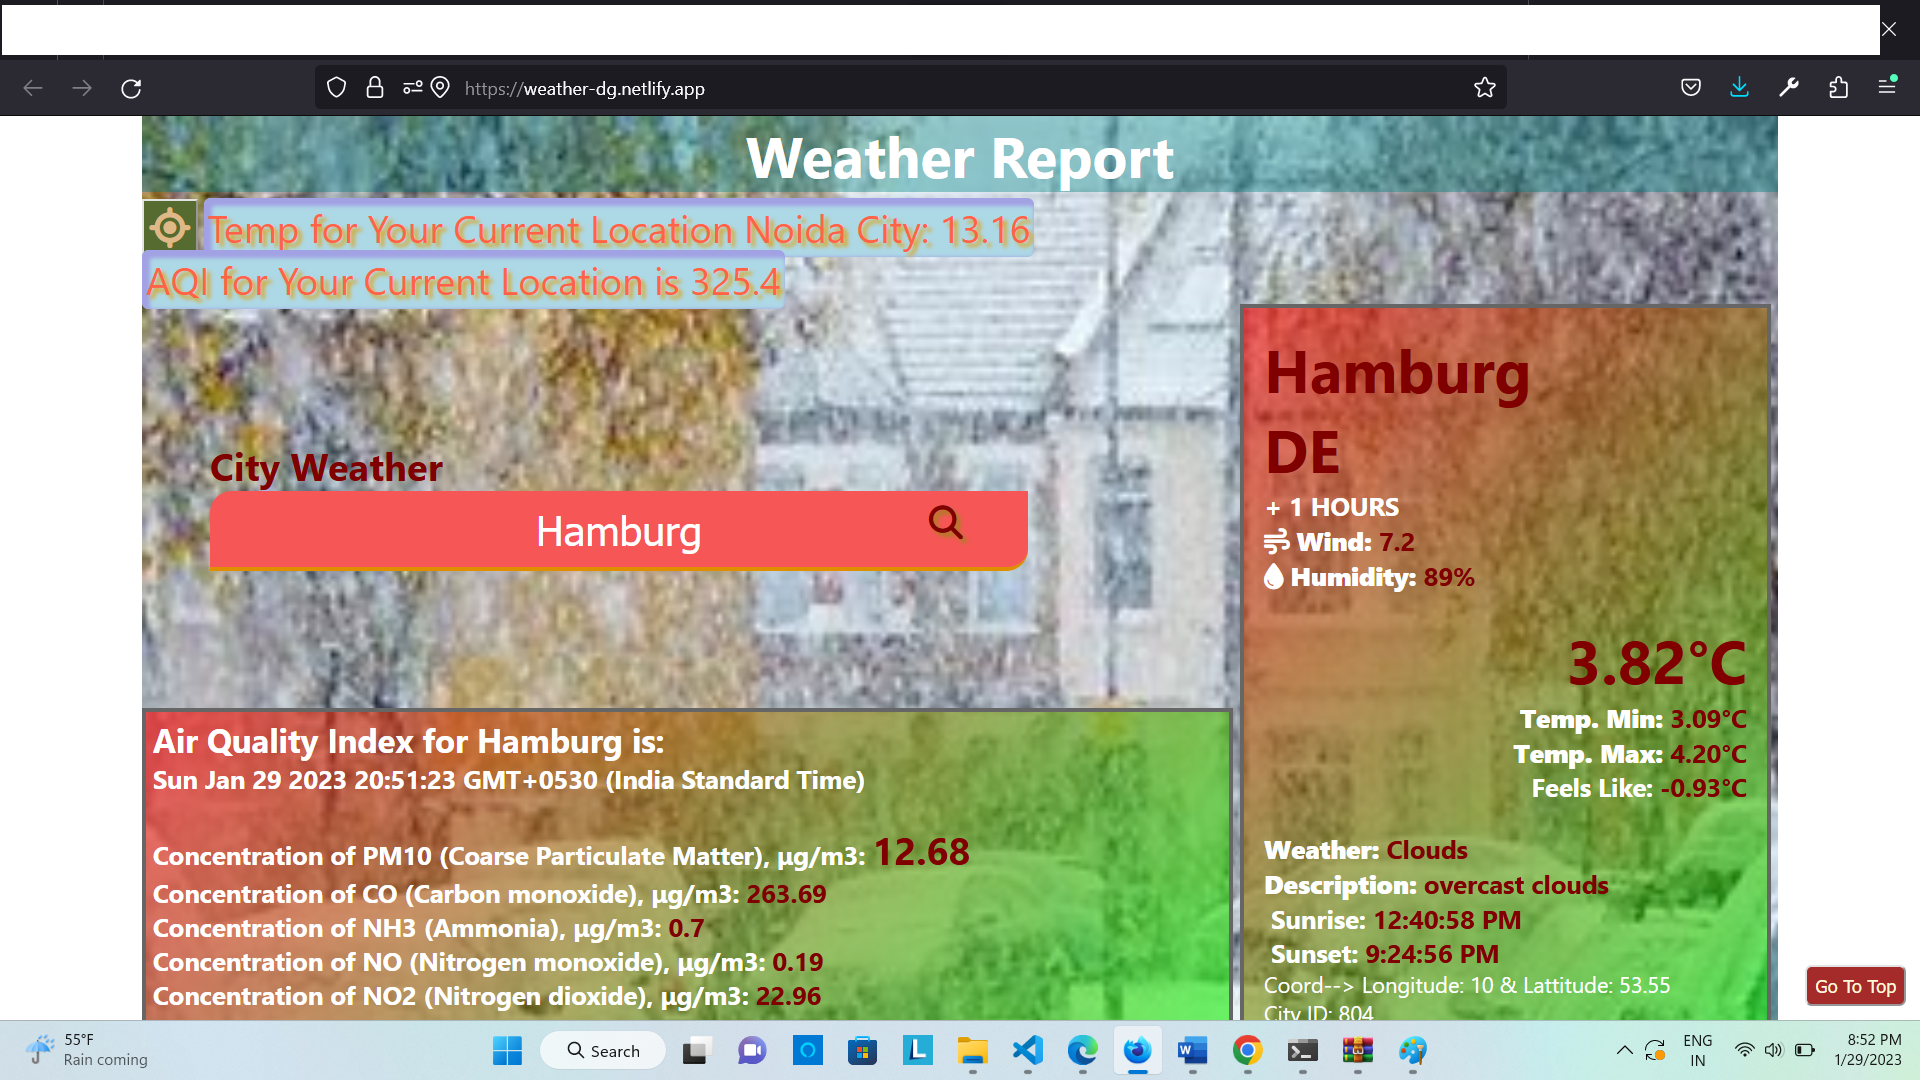 https://weather-dg.netlify.app
Weather Report
Temp for Your Current Location Noida City: 13.16
AQI for Your Current Location is 325.4
City Weather
Hamburg
Hamburg
DE
+ 1 HOURS
Wind: 7.2
Humidity: 89%
3.82°C
Temp. Min: 3.09°C
Temp. Max: 4.20°C
Feels Like: -0.93°C
Weather: Clouds
Description: overcast clouds
Sunrise: 12:40:58 PM
Sunset: 9:24:56 PM
Coord--> Longitude: 10 & Lattitude: 53.55
City ID: 804
Air Quality Index for Hamburg is:
Sun Jan 29 2023 20:51:23 GMT+0530 (India Standard Time)
Concentration of PM10 (Coarse Particulate Matter), µg/m3: 12.68
Concentration of CO (Carbon monoxide), µg/m3: 263.69
Concentration of NH3 (Ammonia), µg/m3: 0.7
Concentration of NO (Nitrogen monoxide), µg/m3: 0.19
Concentration of NO2 (Nitrogen dioxide), µg/m3: 22.96
Go To Top
55°F
Rain coming
Search
ENG
IN
8:52 PM
1/29/2023